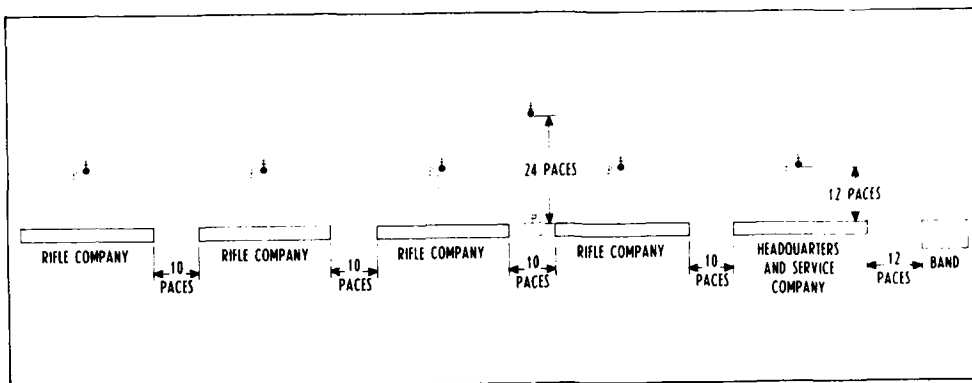 24 PACES
12 PACES
RIFLE COMPANY
RIFLE COMPANY
RIFLE COMPANY
RIFLE COMPANY
HEADQUARTERS
AND SERVICE
COMPANY
BAND
10
PACES
10
PACES
10
PACES
10
PACES
12
PACES